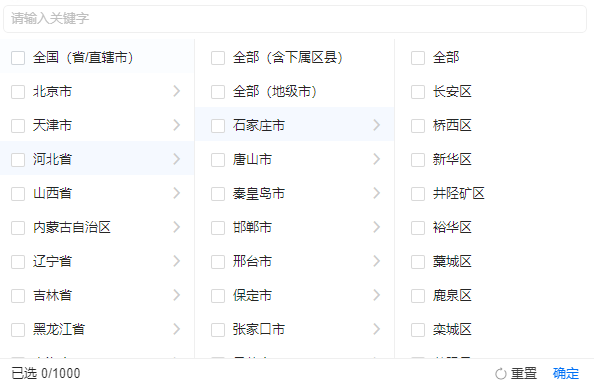 请输入关键字
全国（省/直辖市）
北京市
天津市
河北省
山西省
内蒙古自治区
辽宁省
吉林省
黑龙江省
全部（含下属区县）
全部（地级市）
石家庄市
唐山市
秦皇岛市
邯郸市
邢台市
保定市
张家口市
全部
长安区
桥西区
新华区
井陉矿区
裕华区
藁城区
鹿泉区
栾城区
已选 0/1000
重置
确定